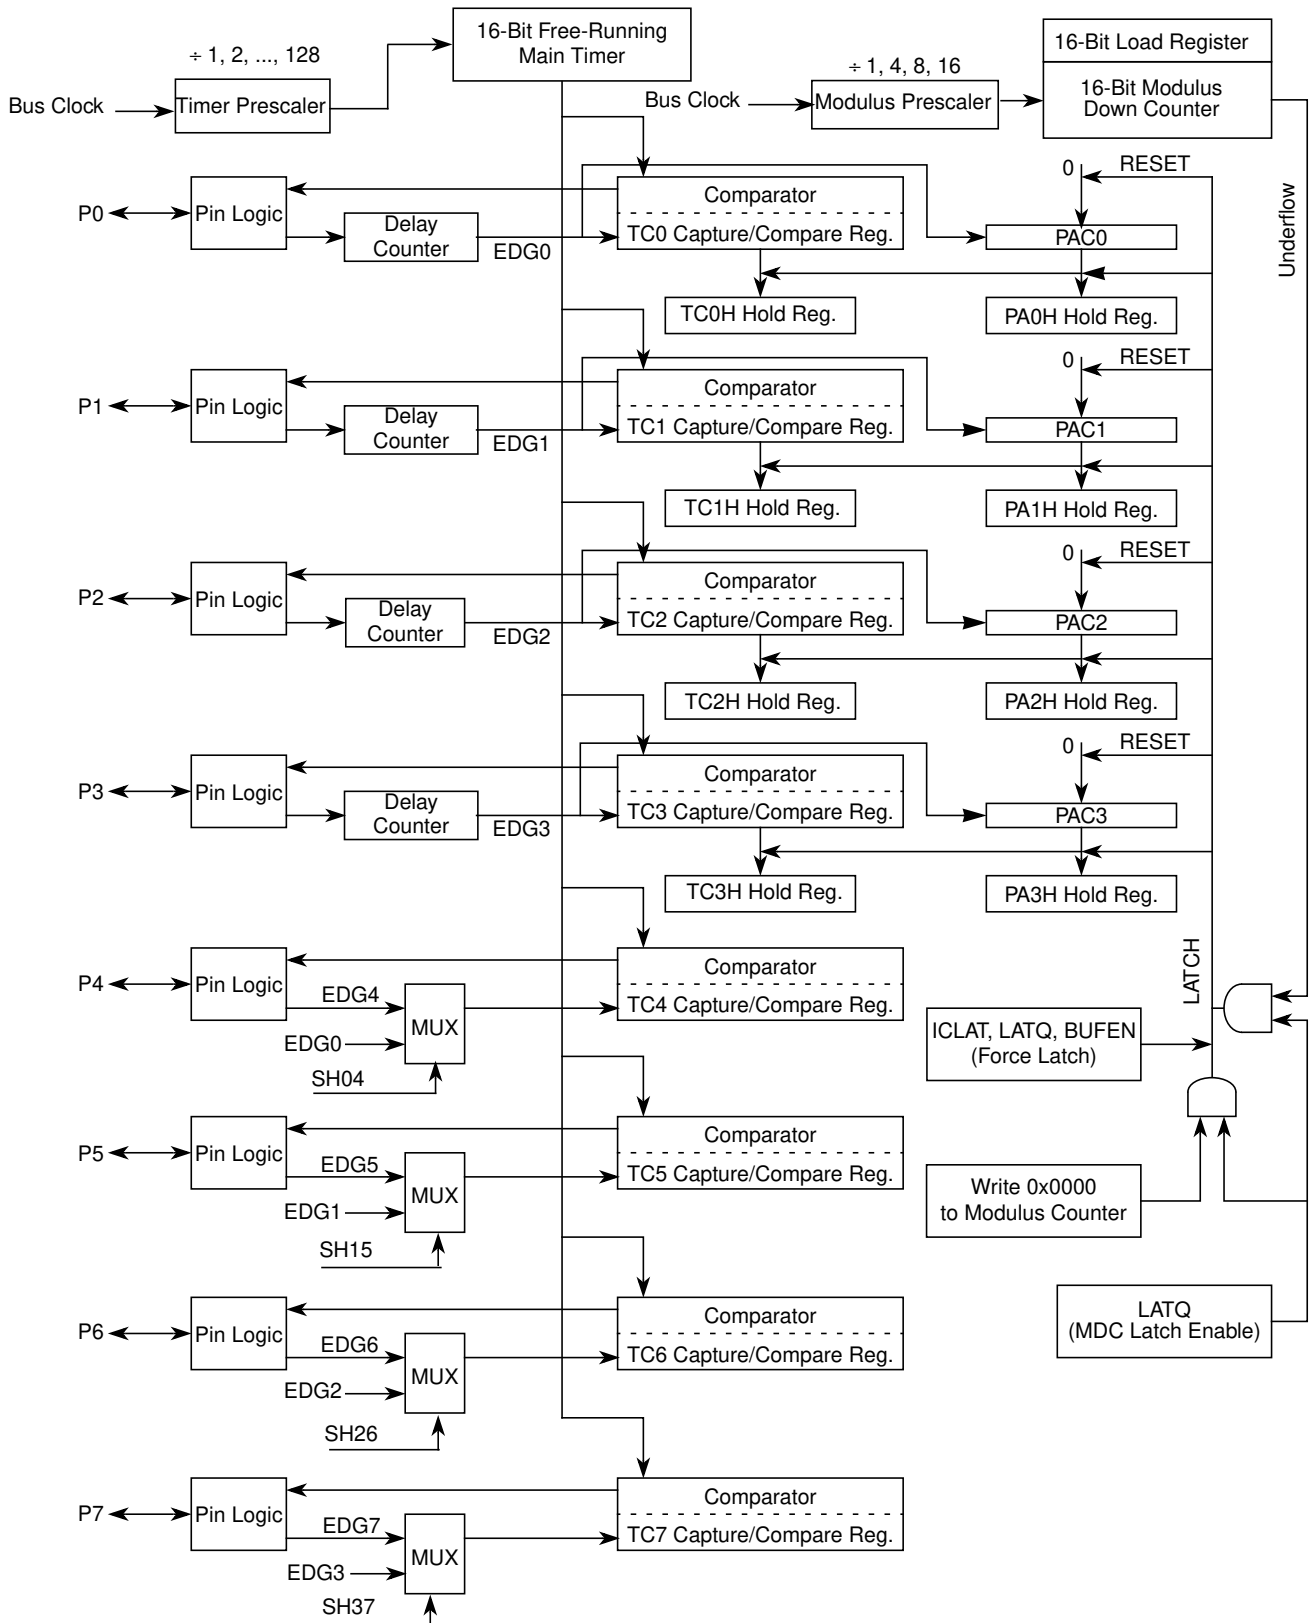 16-Bit Free-Running
Main Timer
÷ 1, 2, ..., 128
Bus Clock
Timer Prescaler
÷ 1, 4, 8, 16
Bus Clock
Modulus Prescaler
16-Bit Load Register
16-Bit Modulus
Down Counter
Underflow
P0
Pin Logic
Delay
Counter
EDG0
Comparator
TC0 Capture/Compare Reg.
TC0H Hold Reg.
0
RESET
PAC0
PA0H Hold Reg.
P1
Pin Logic
Delay
Counter
EDG1
Comparator
TC1 Capture/Compare Reg.
TC1H Hold Reg.
0
RESET
PAC1
PA1H Hold Reg.
P2
Pin Logic
Delay
Counter
EDG2
Comparator
TC2 Capture/Compare Reg.
TC2H Hold Reg.
0
RESET
PAC2
PA2H Hold Reg.
P3
Pin Logic
Delay
Counter
EDG3
Comparator
TC3 Capture/Compare Reg.
TC3H Hold Reg.
0
RESET
PAC3
PA3H Hold Reg.
LATCH
P4
Pin Logic
EDG4
EDG0
MUX
SH04
Comparator
TC4 Capture/Compare Reg.
ICLAT, LATQ, BUFEN
(Force Latch)
P5
Pin Logic
EDG5
EDG1
MUX
SH15
Comparator
TC5 Capture/Compare Reg.
Write 0x0000
to Modulus Counter
P6
Pin Logic
EDG6
EDG2
MUX
SH26
Comparator
TC6 Capture/Compare Reg.
LATQ
(MDC Latch Enable)
P7
Pin Logic
EDG7
EDG3
MUX
SH37
Comparator
TC7 Capture/Compare Reg.